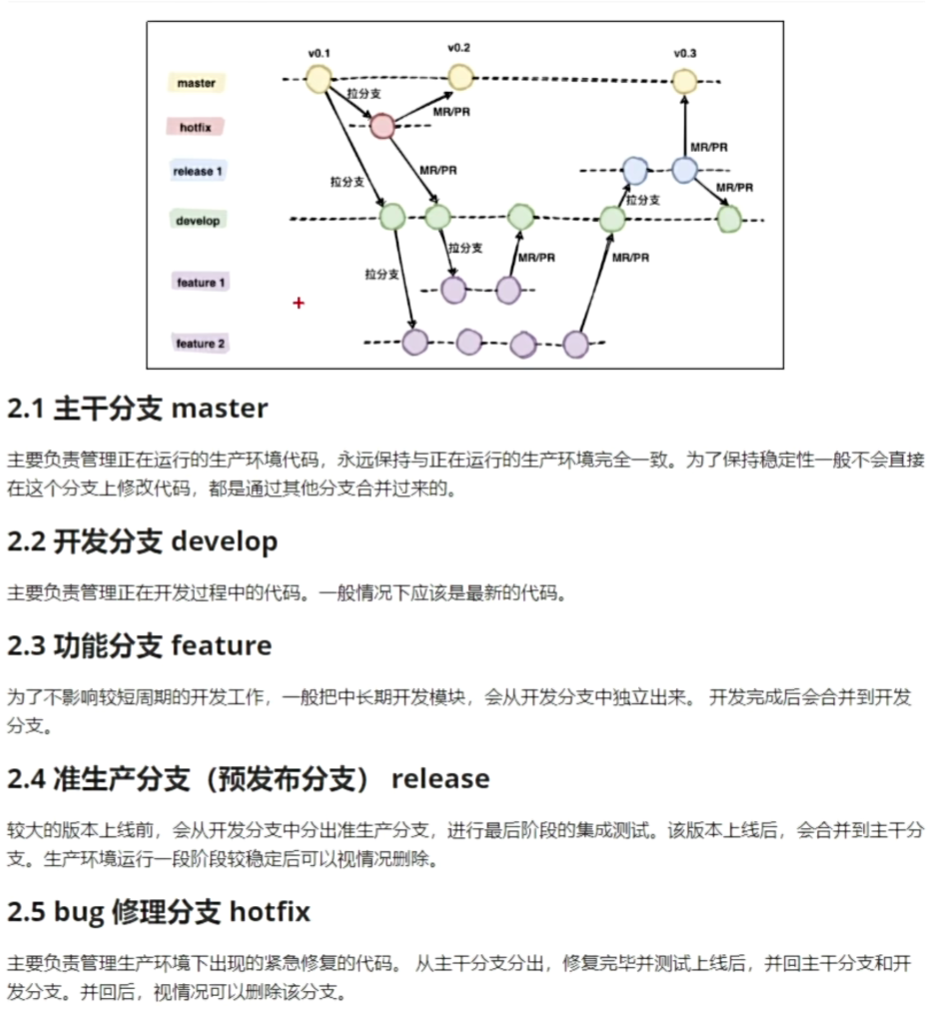 v0.1
v0.2
v0.3
master
拉分支
MR/PR
hotfix
MR/PR
release 1
MR/PR
拉分支
MR/PR
拉分支
develop
拉分支
MR/PR
MR/PR
拉分支
feature 1
feature 2
2.1 主干分支 master
主要负责管理正在运行的生产环境代码，永远保持与正在运行的生产环境完全一致。为了保持稳定性一般不会直接
在这个分支上修改代码，都是通过其他分支合并过来的。
2.2 开发分支 develop
主要负责管理正在开发过程中的代码。一般情况下应该是最新的代码。
2.3 功能分支 feature
为了不影响较短周期的开发工作，一般把中长期开发模块，会从开发分支中独立出来。 开发完成后会合并到开发
分支。
2.4 准生产分支（预发布分支） release
较大的版本上线前，会从开发分支中分出准生产分支，进行最后阶段的集成测试。该版本上线后，会合并到主干分
支。生产环境运行一段阶段较稳定后可以视情况删除。
2.5 bug 修理分支 hotfix
主要负责管理生产环境下出现的紧急修复的代码。 从主干分支分出，修复完毕并测试上线后，并回主干分支和开
发分支。并回后，视情况可以删除该分支。